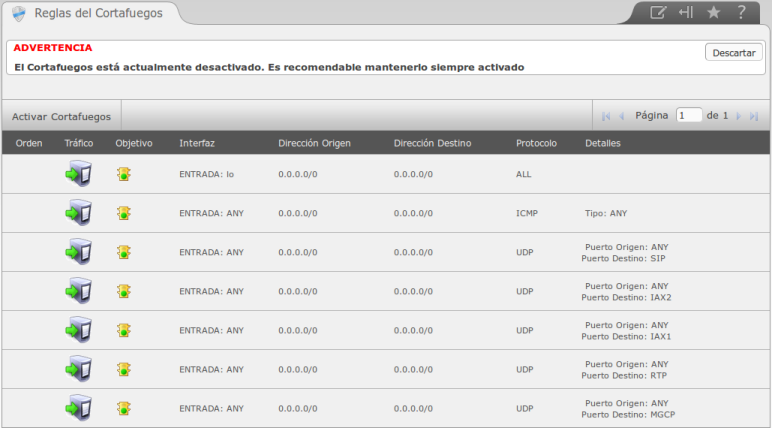 Reglas del Cortafuegos
ADVERTENCIA
Descartar
El Cortafuegos está actualmente desactivado. Es recomendable mantenerlo siempre activado
Activar Cortafuegos Página 1 de 1
Orden Tráfico Objetivo Interfaz Dirección Origen Dirección Destino Protocolo Detalles
ENTRADA: lo 0.0.0.0/0 0.0.0.0/0 ALL
ENTRADA: ANY 0.0.0.0/0 0.0.0.0/0 ICMP Tipo: ANY
Puerto Origen: ANY
ENTRADA: ANY 0.0.0.0/0 0.0.0.0/0 UDP
Puerto Destino: SIP
Puerto Origen: ANY
ENTRADA: ANY 0.0.0.0/0 0.0.0.0/0 UDP
Puerto Destino: IAX2
Puerto Origen: ANY
ENTRADA: ANY 0.0.0.0/0 0.0.0.0/0 UDP
Puerto Destino: IAX1
Puerto Origen: ANY
ENTRADA: ANY 0.0.0.0/0 0.0.0.0/0 UDP
Puerto Destino: RTP
Puerto Origen: ANY
ENTRADA: ANY 0.0.0.0/0 0.0.0.0/0 UDP
Puerto Destino: MGCP